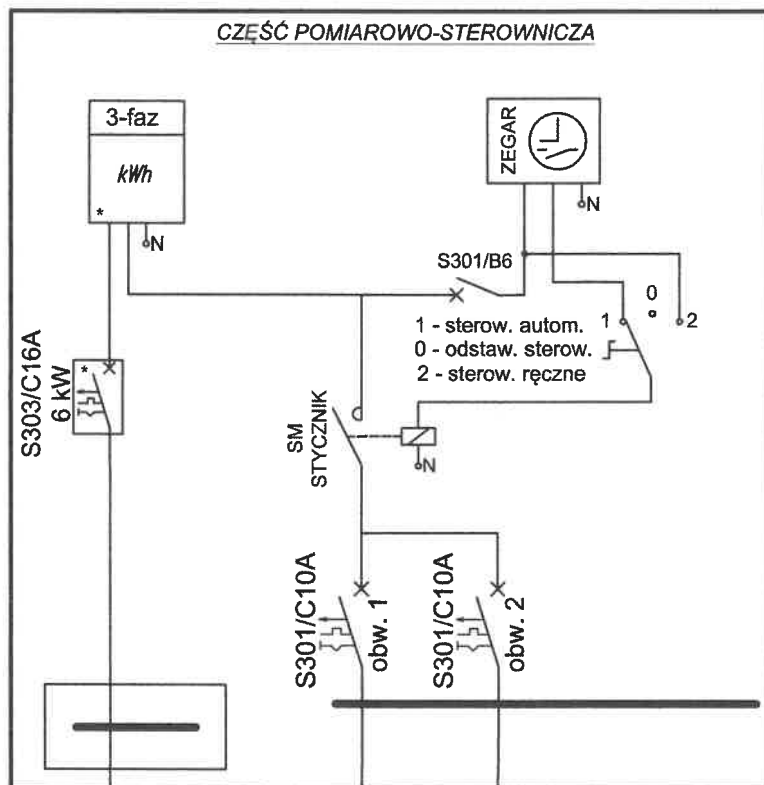 CZĘŚĆ POMIAROWO-STEROWNICZA
3-faz
kWh
*
N
ZEGAR
N
S301/B6
1 - sterow. autom.
0 - odstaw. sterow.
2 - sterow. ręczne
1
0
2
S303/C16A
6 kW
*
SM
STYCZNIK
N
S301/C10A
obw. 1
S301/C10A
obw. 2